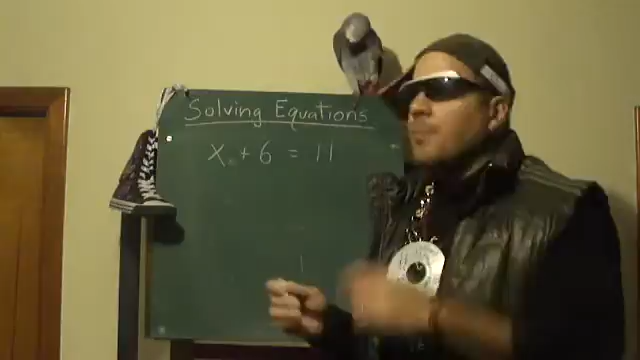 Solving Equations
x + 6 = 11